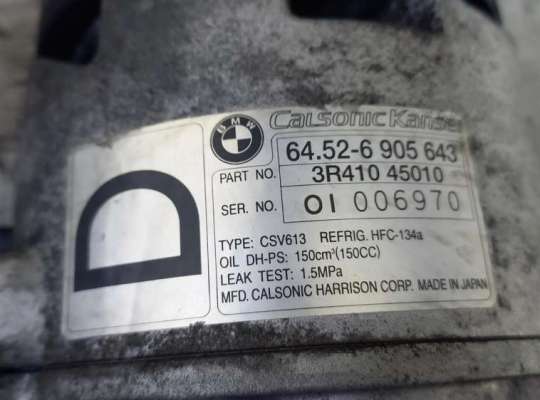 BMW
Calsonic Kanse
64.52-6 905 643
PART NO. 3R410 45010
SER. NO. OI 006970
D
TYPE: CSV613 REFRIG. HFC-134a
OIL DH-PS: 150cm³(150CC)
LEAK TEST: 1.5MPa
MFD. CALSONIC HARRISON CORP. MADE IN JAPAN